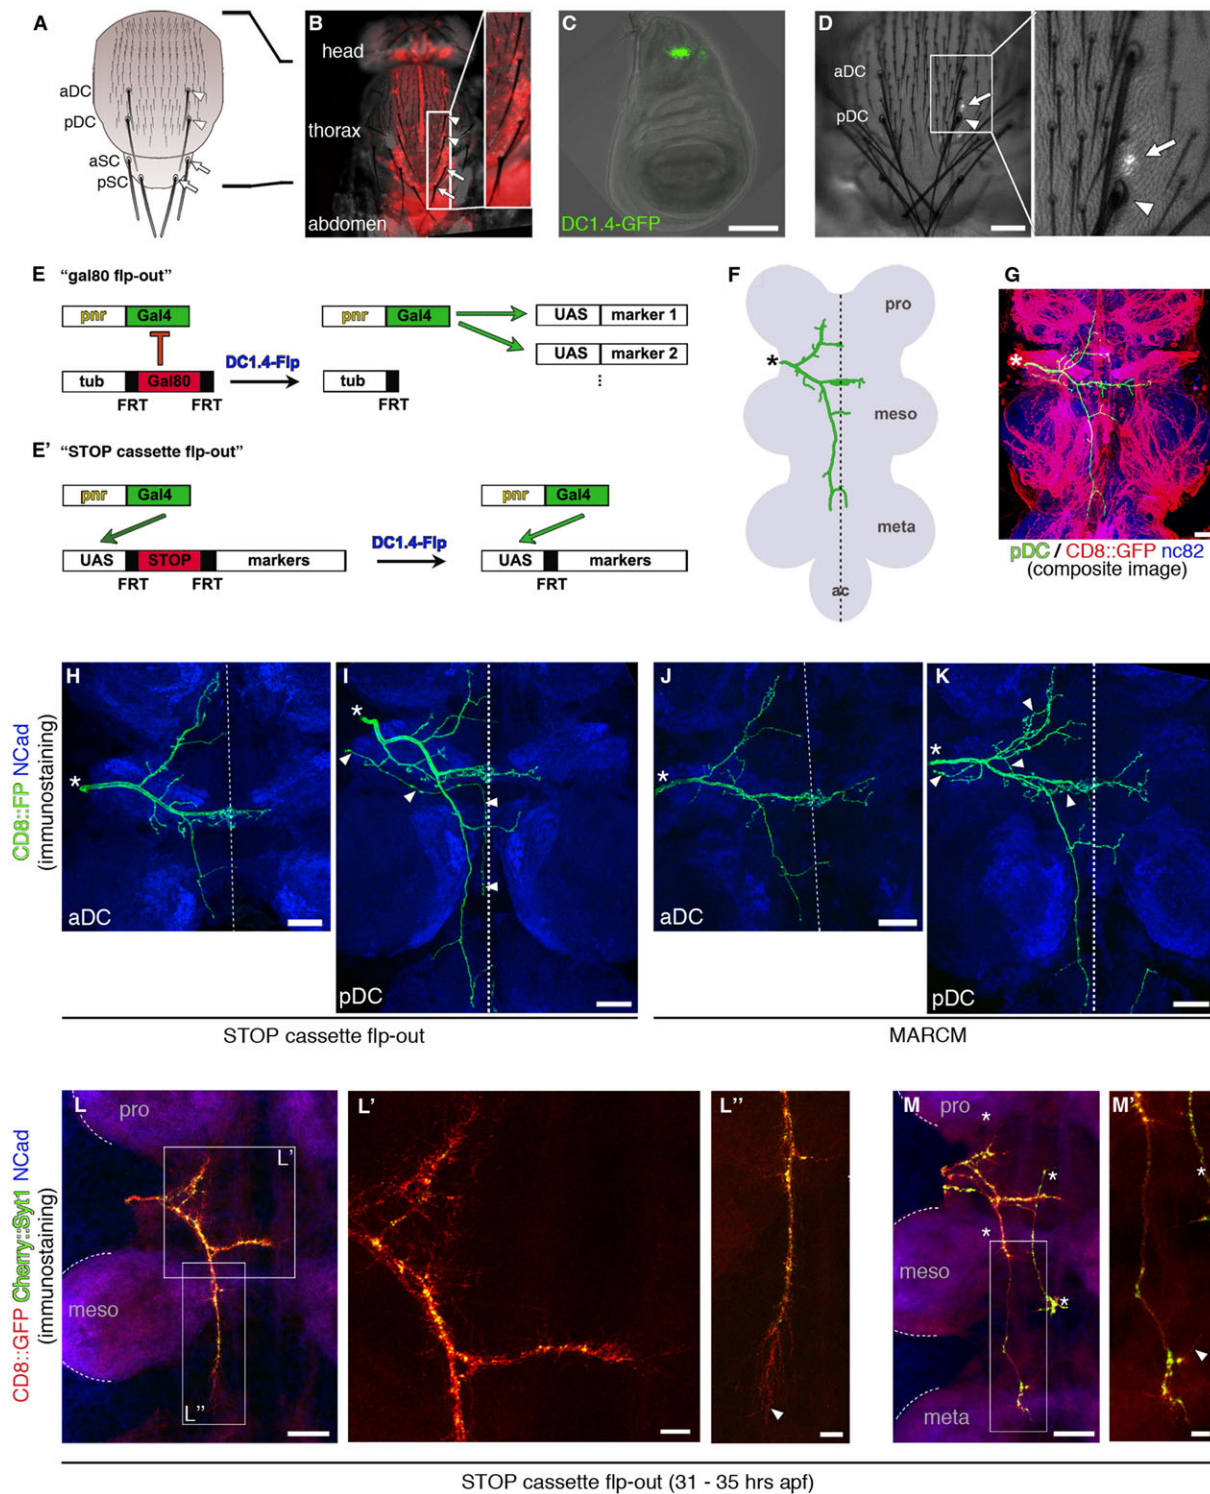 A
aDC
pDC
aSC
pSC
B
head
thorax
abdomen
C
DC1.4-GFP
D
aDC
pDC
E "gal80 flp-out"
pnr Gal4
tub Gal80
FRT FRT
DC1.4-Flp
pnr Gal4
tub
FRT
UAS marker 1
UAS marker 2
⋮
E' "STOP cassette flp-out"
pnr Gal4
UAS STOP markers
FRT FRT
DC1.4-Flp
pnr Gal4
UAS markers
FRT
F
pro
*
meso
meta
ac
G
*
pDC / CD8::GFP nc82
(composite image)
CD8::FP NCad
(immunostaining)
H
*
aDC
I
*
pDC
J
*
aDC
K
*
pDC
STOP cassette flp-out
MARCM
CD8::GFP Cherry::Syt1 NCad
(immunostaining)
L
pro
L'
meso
L''
L'
L''
M
pro
*
*
*
meso
*
meta
M'
*
*
STOP cassette flp-out (31 - 35 hrs apf)